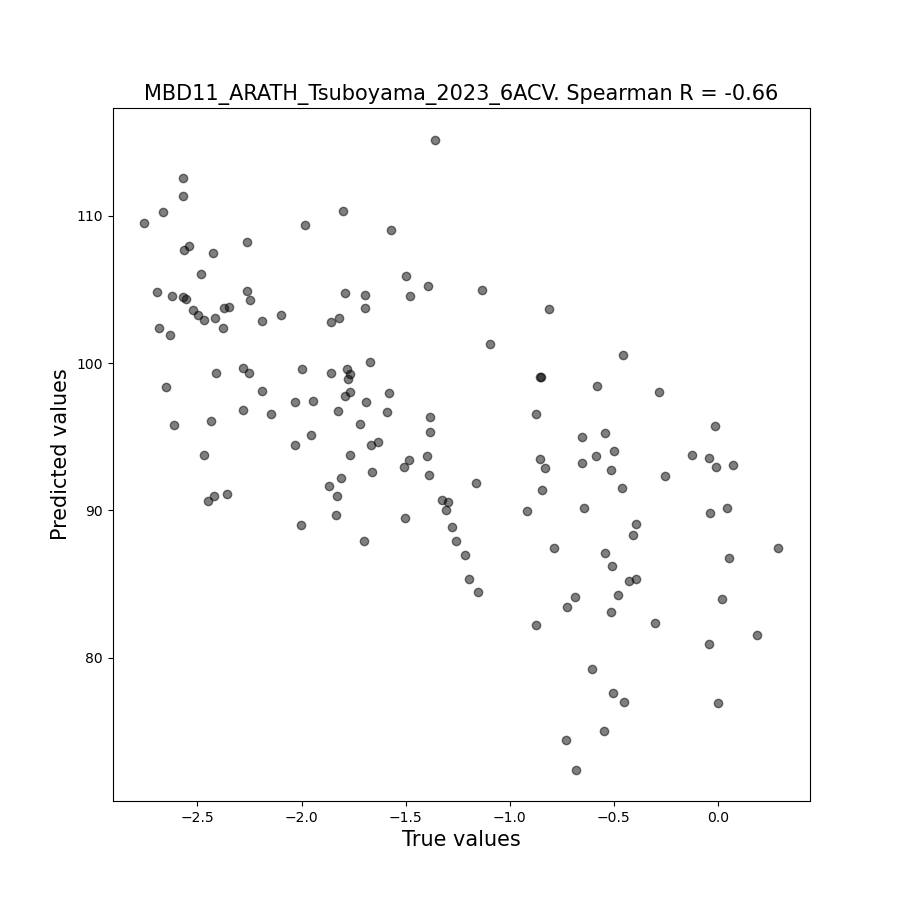 MBD11_ARATH_Tsuboyama_2023_6ACV. Spearman R = -0.66
110
100
90
80
Predicted values
−2.5 −2.0 −1.5 −1.0 −0.5 0.0
True values